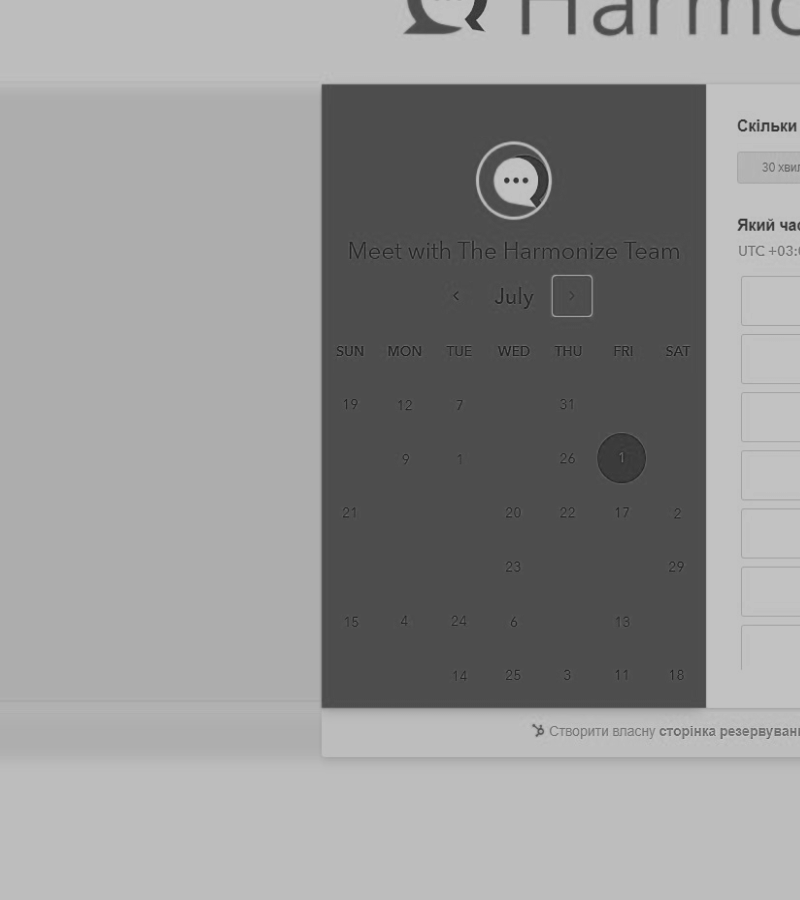 Harmo
Скільки
30 хвил
Який час
UTC +03:0
Meet with The Harmonize Team
July
SUN MON TUE WED THU FRI SAT
19 12 7 31
9 1 26 1
21 20 22 17 2
23 29
15 4 24 6 13
14 25 3 11 18
Створити власну сторінка резервуванн